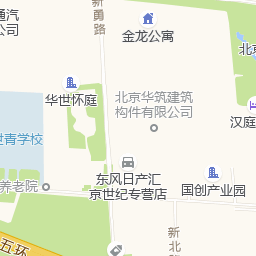 通汽
公司
新勇路
金龙公寓
北京
华世怀庭
北京华筑建筑
构件有限公司
汉庭
世青学校
养老院
东风日产汇
京世纪专营店
国创产业园
新北路
五环